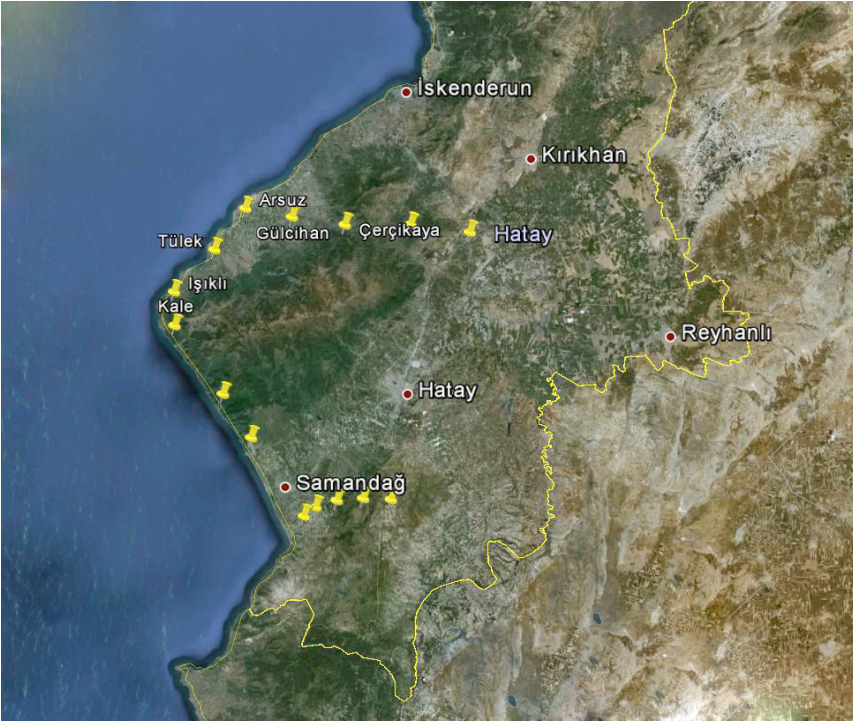 İskenderun
Kırıkhan
Arsuz
Gülcihan
Çerçikaya
Hatay
Tülek
Işıklı
Kale
Reyhanlı
Hatay
Samandağ